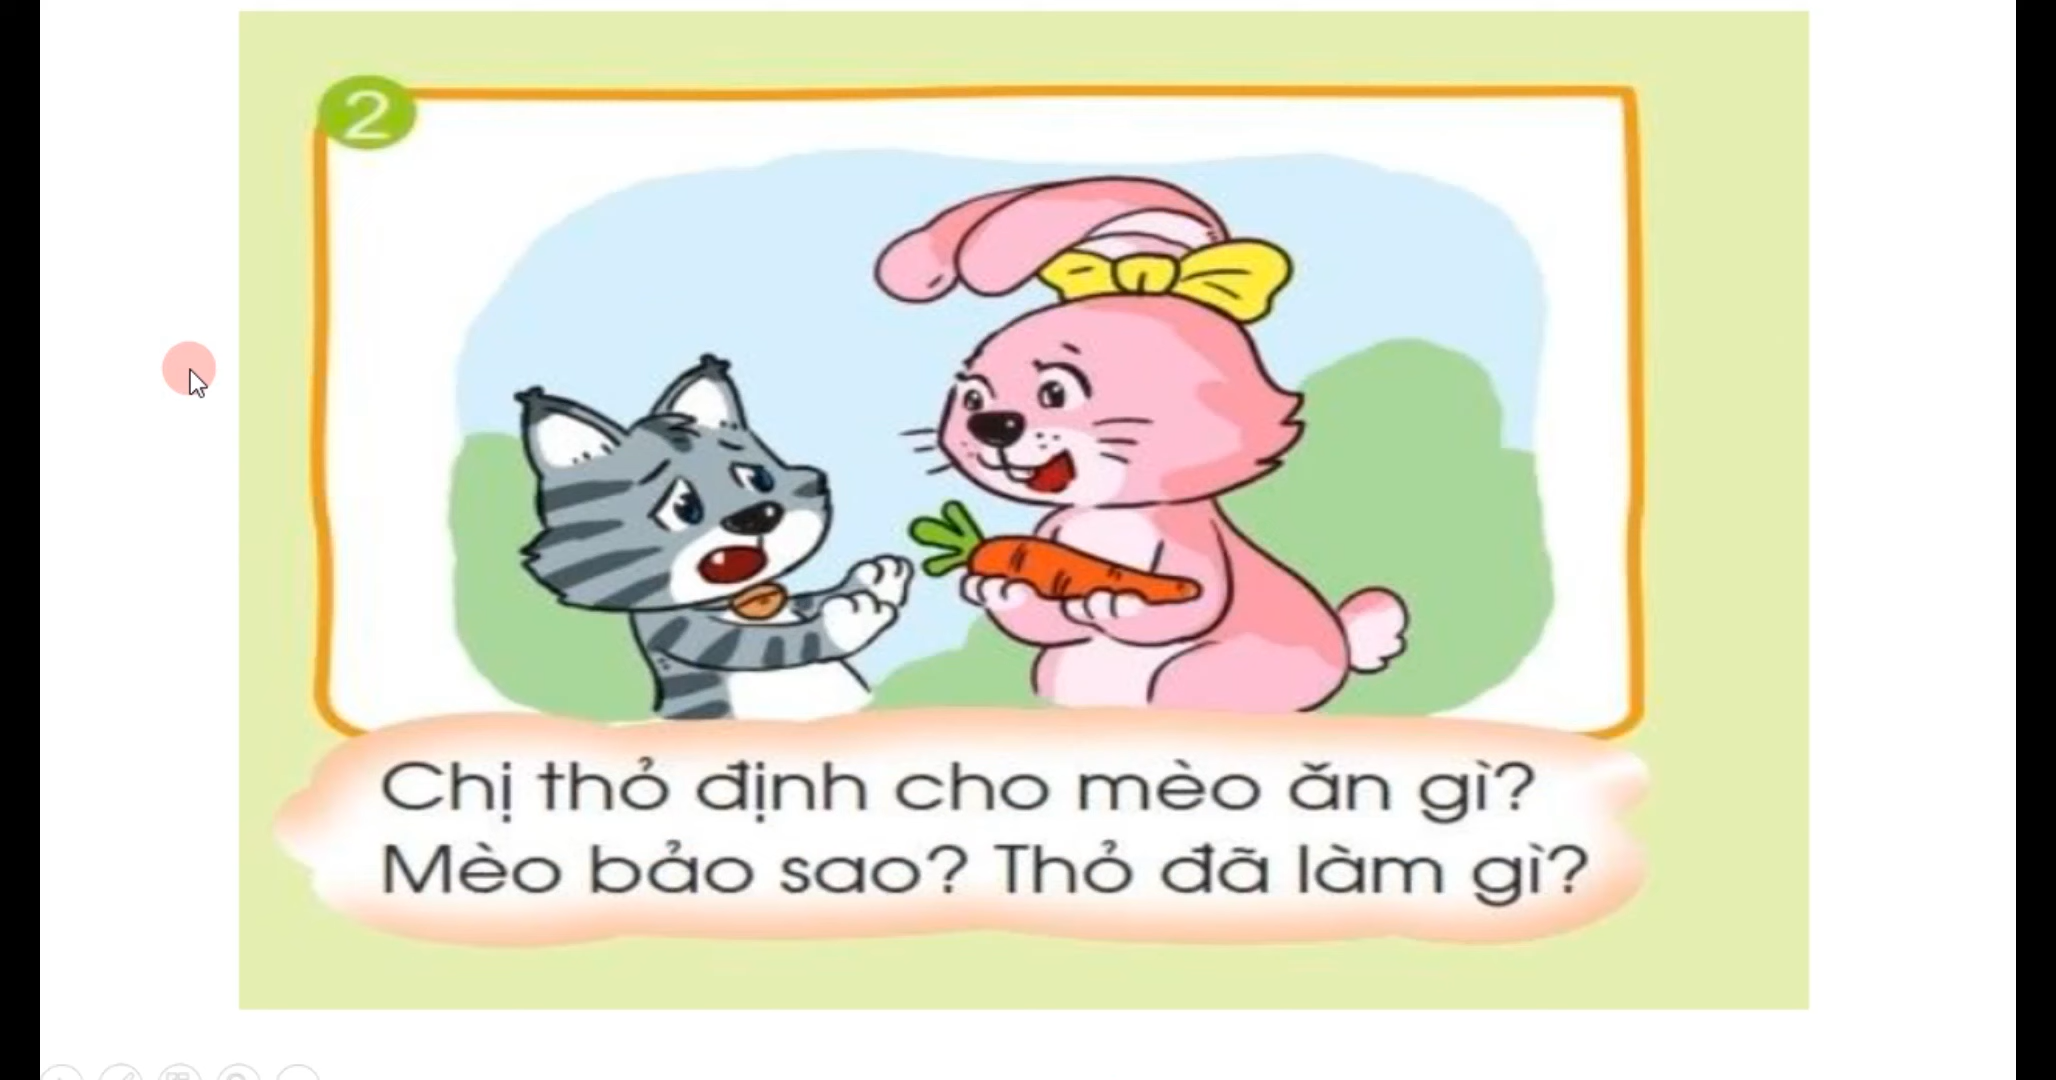 2
Chị thỏ định cho mèo ăn gì?
Mèo bảo sao? Thỏ đã làm gì?